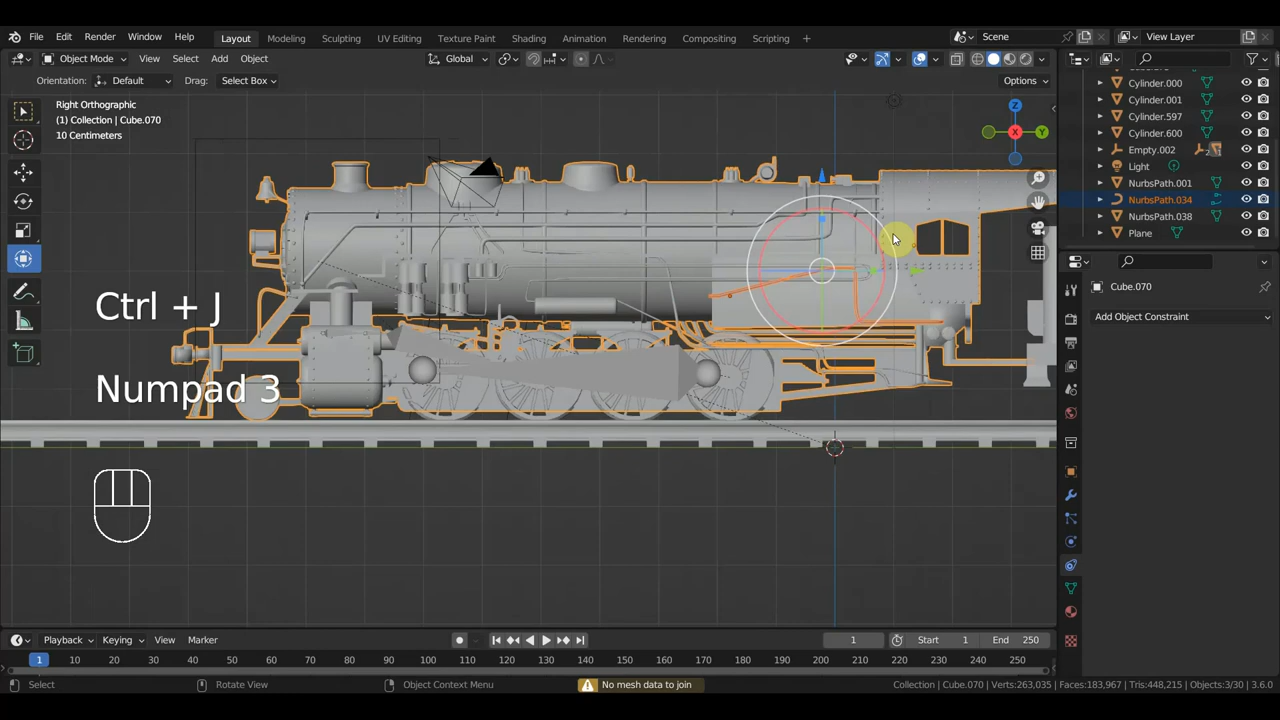 File Edit Render Window Help
Layout Modeling Sculpting UV Editing Texture Paint Shading Animation Rendering Compositing Scripting +
Scene
View Layer
Object Mode View Select Add Object
Global
Orientation: Default Drag: Select Box
Options
Right Orthographic
(1) Collection | Cube.070
10 Centimeters
Z
X
Y
Ctrl + J
Numpad 3
Cylinder.000
Cylinder.001
Cylinder.597
Cylinder.600
Empty.002
Light
NurbsPath.001
NurbsPath.034
NurbsPath.038
Plane
Cube.070
Add Object Constraint
Playback Keying View Marker
1
Start 1
End 250
1 10 20 30 40 50 60 70 80 90 100 110 120 130 140 150 160 170 180 190 200 210 220 230 240 250
Select
Rotate View
Object Context Menu
No mesh data to join
Collection | Cube.070 | Verts:263,035 | Faces:183,967 | Tris:448,215 | Objects:3/30 | 3.6.0